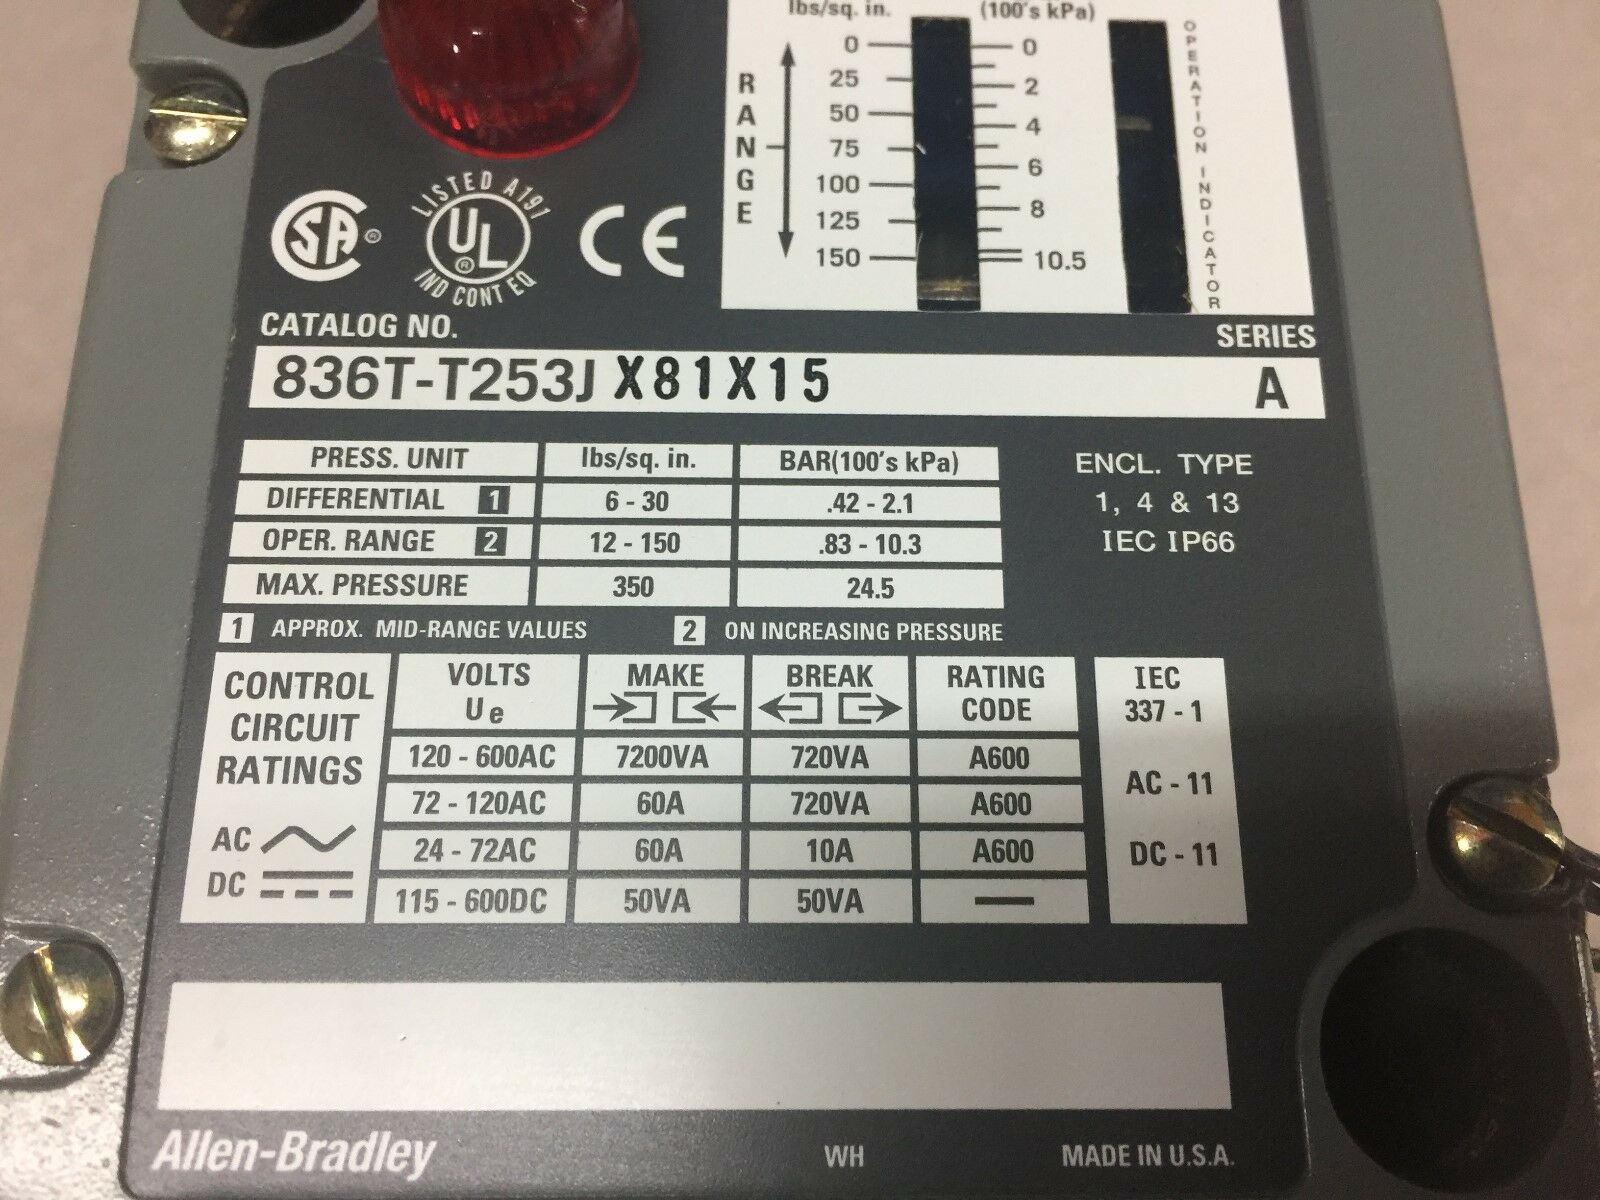 lbs/sq. in. (100's kPa)
RANGE
0 0
25 2
50 4
75 6
100 8
125
150 10.5
OPERATION INDICATOR
SA ®
LISTED A191
UL ®
IND CONT EQ
CE
CATALOG NO. SERIES
836T-T253J X81X15 A
PRESS. UNIT lbs/sq. in. BAR(100's kPa)
DIFFERENTIAL 1 6 - 30 .42 - 2.1
OPER. RANGE 2 12 - 150 .83 - 10.3
MAX. PRESSURE 350 24.5
ENCL. TYPE
1, 4 & 13
IEC IP66
1 APPROX. MID-RANGE VALUES 2 ON INCREASING PRESSURE
CONTROL
CIRCUIT
RATINGS
AC
DC
VOLTS Ue MAKE BREAK RATING CODE
120 - 600AC 7200VA 720VA A600
72 - 120AC 60A 720VA A600
24 - 72AC 60A 10A A600
115 - 600DC 50VA 50VA —
IEC
337 - 1
AC - 11
DC - 11
Allen-Bradley WH MADE IN U.S.A.